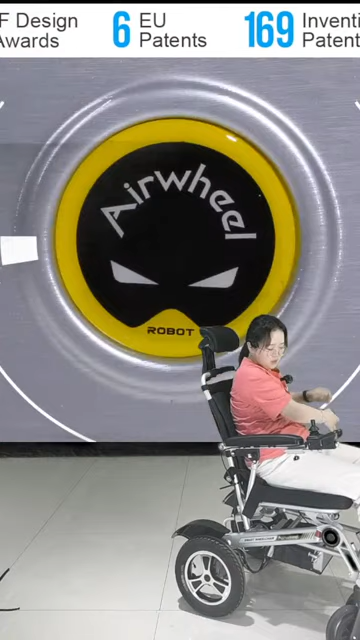 F Design
Awards
6 EU
Patents
169 Inventi
Patent
Airwheel
ROBOT